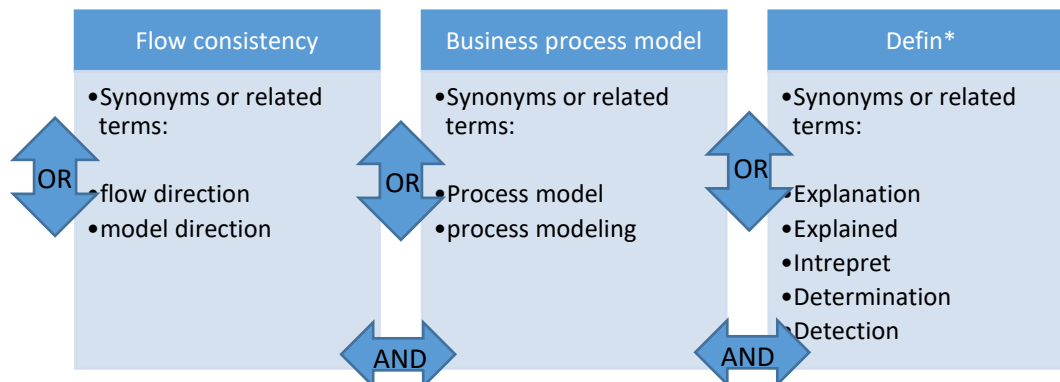 Flow consistency
•Synonyms or related
terms:
OR
•flow direction
•model direction
Business process model
•Synonyms or related
terms:
OR
•Process model
•process modeling
Defin*
•Synonyms or related
terms:
OR
•Explanation
•Explained
•Intrepret
•Determination
•Detection
AND
AND